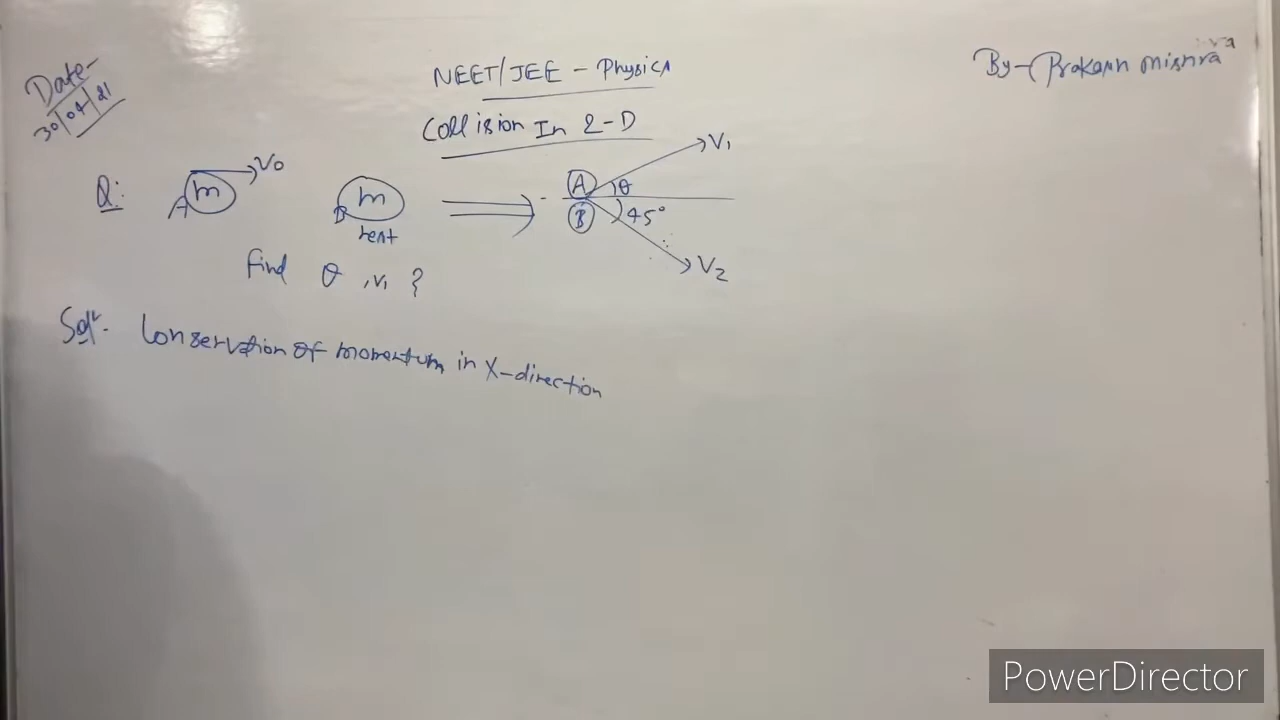 Date-
30/04/21
NEET/JEE - Physics
By- Prakash Mishra
Collision In 2-D
Q: A m V0 B m rest ⇒ A θ V1 B 45° V2
Find θ, v1 ?
Solⁿ. Conservation of momentum in X-direction
PowerDirector